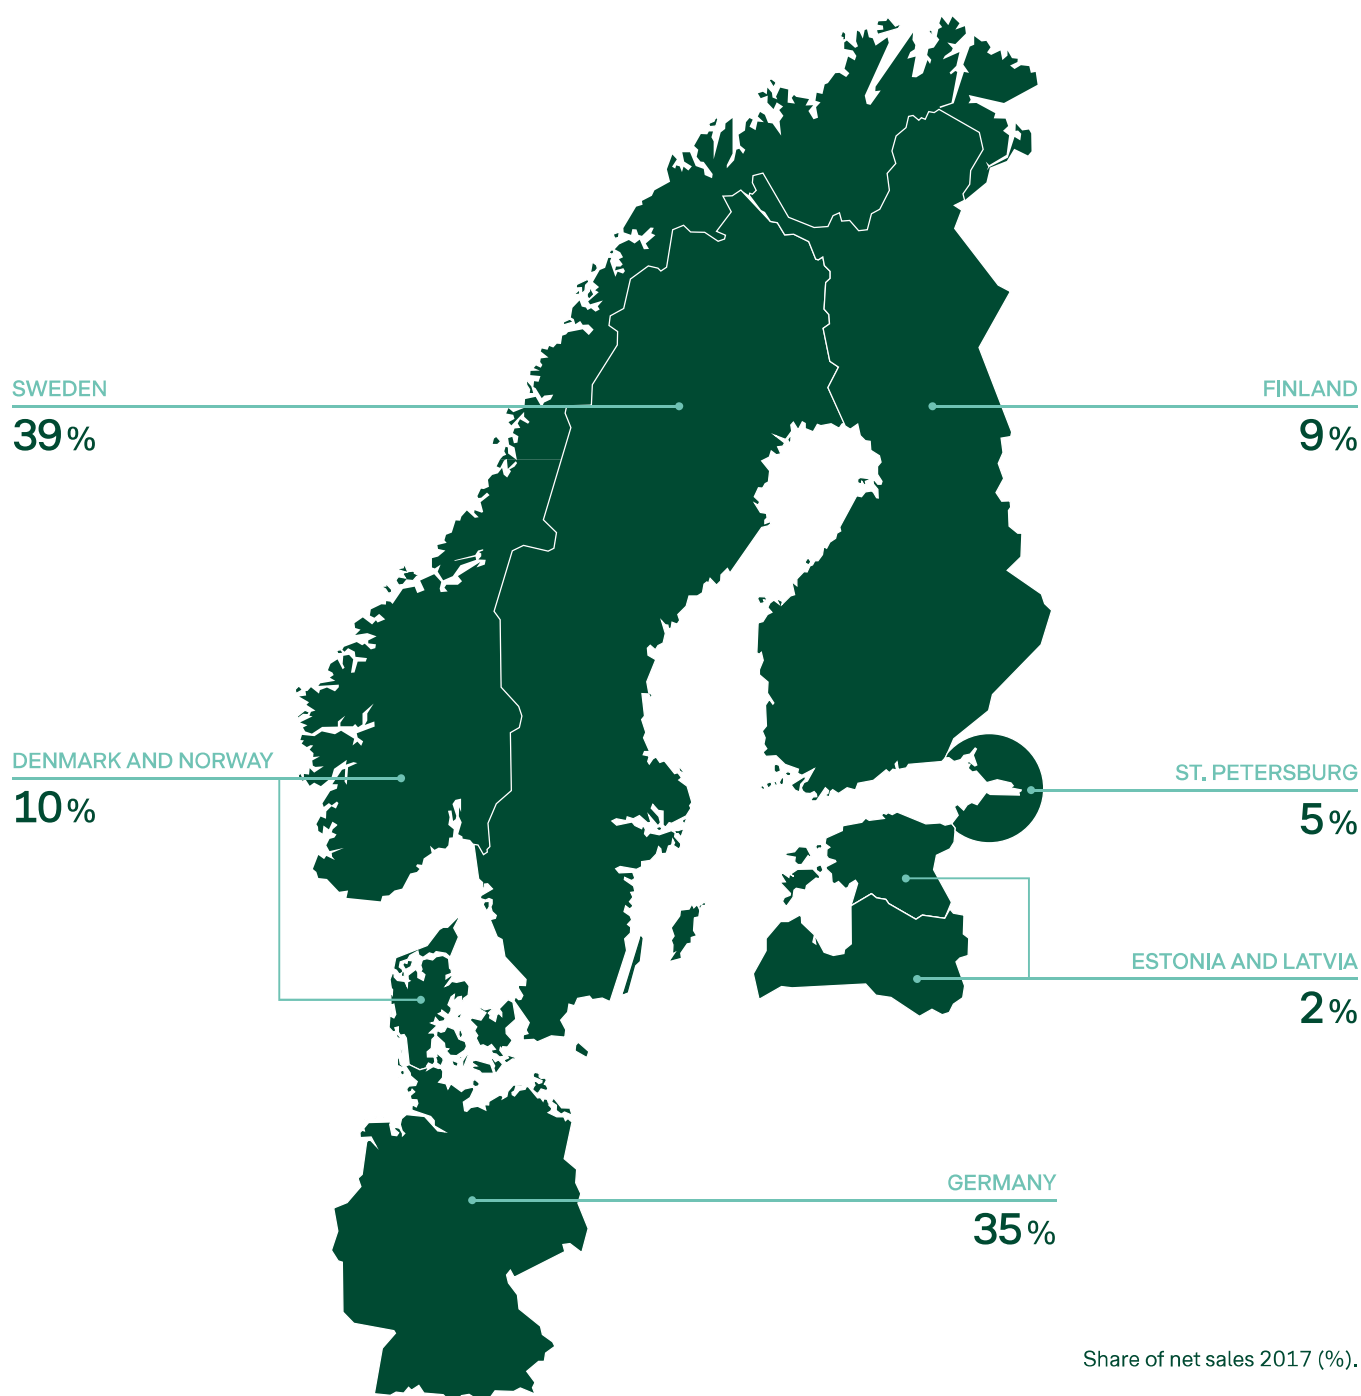 SWEDEN
39%
FINLAND
9%
DENMARK AND NORWAY
10%
ST. PETERSBURG
5%
ESTONIA AND LATVIA
2%
GERMANY
35%
Share of net sales 2017 (%).